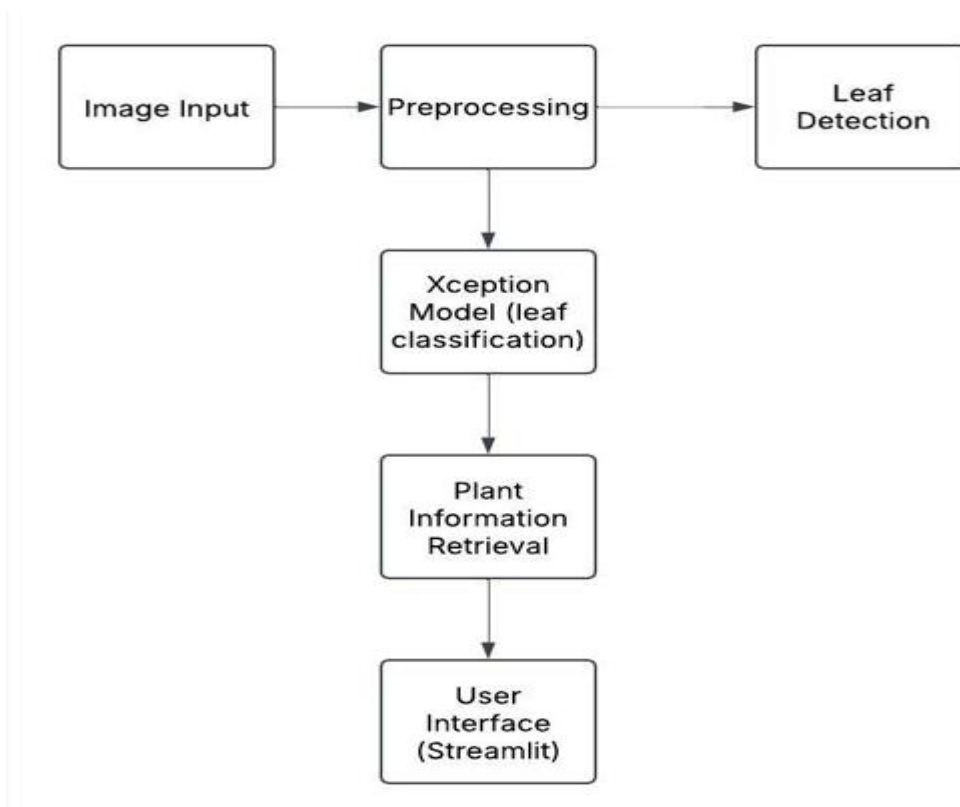 Image Input
Preprocessing
Leaf
Detection
Xception
Model (leaf
classification)
Plant
Information
Retrieval
User
Interface
(Streamlit)